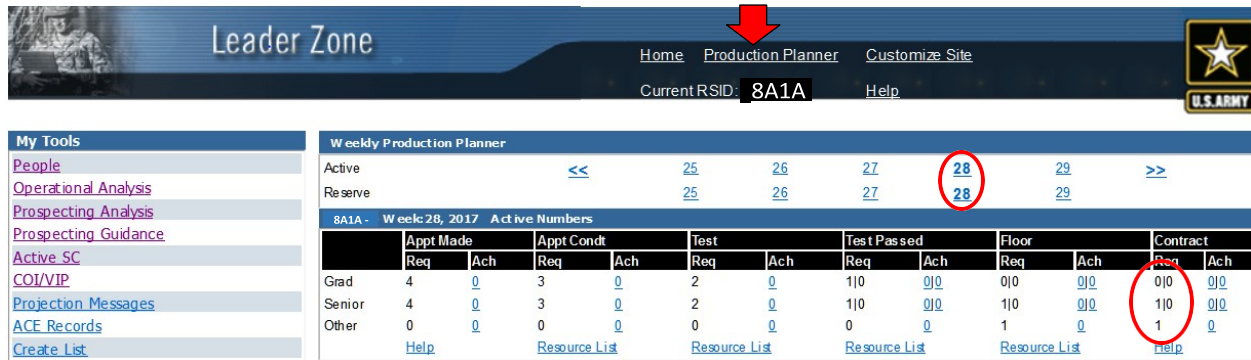 Leader Zone
Home Production Planner Customize Site
Current RSID: 8A1A Help
U.S.ARMY
My Tools
People
Operational Analysis
Prospecting Analysis
Prospecting Guidance
Active SC
COI/VIP
Projection Messages
ACE Records
Create List
Weekly Production Planner
Active << 25 26 27 28 29 >>
Reserve 25 26 27 28 29
8A1A - Week: 28, 2017 Active Numbers
Appt Made Appt Condt Test Test Passed Floor Contract
Req Ach Req Ach Req Ach Req Ach Req Ach Req Ach
Grad 4 0 3 0 2 0 1|0 0|0 0|0 0|0 0|0 0|0
Senior 4 0 3 0 2 0 1|0 0|0 1|0 0|0 1|0 0|0
Other 0 0 0 0 0 0 0 0 1 0 1 0
Help Resource List Resource List Resource List Resource List Help